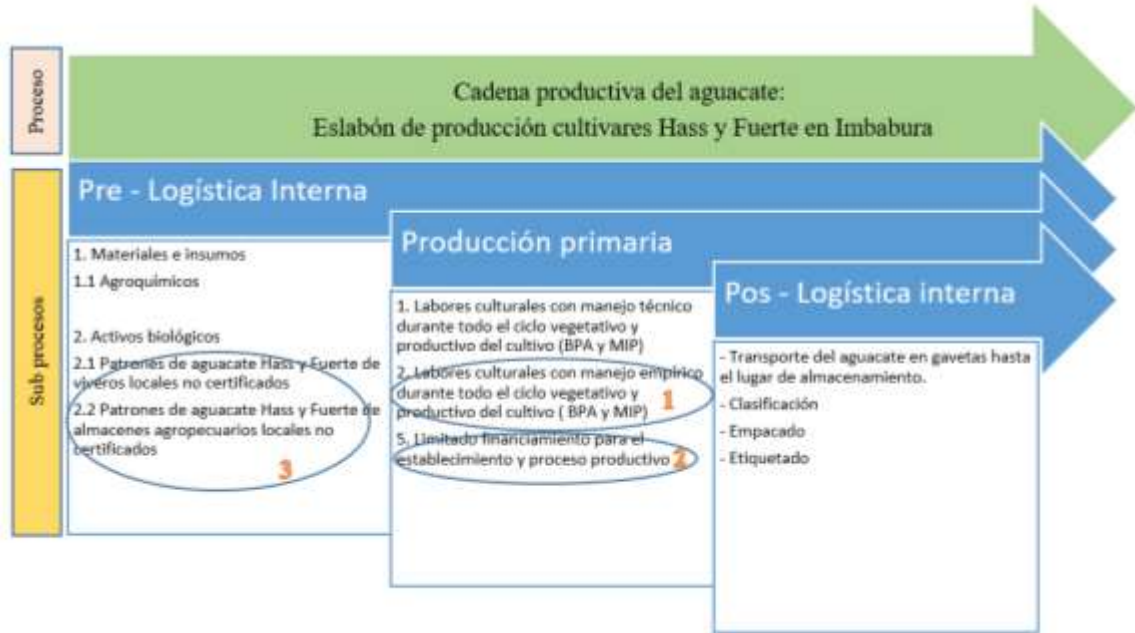 Proceso
Cadena productiva del aguacate:
Eslabón de producción cultivares Hass y Fuerte en Imbabura
Sub procesos
Pre - Logística Interna
1. Materiales e insumos
1.1 Agroquímicos
2. Activos biológicos
2.1 Patrones de aguacate Hass y Fuerte de
viveros locales no certificados
2.2 Patrones de aguacate Hass y Fuerte de
almacenes agropecuarios locales no
certificados
3
Producción primaria
1. Labores culturales con manejo técnico
durante todo el ciclo vegetativo y
productivo del cultivo (BPA y MIP)
2. Labores culturales con manejo empírico
durante todo el ciclo vegetativo y
productivo del cultivo ( BPA y MIP)
1
5. Limitado financiamiento para el
establecimiento y proceso productivo
2
Pos - Logística interna
- Transporte del aguacate en gavetas hasta
el lugar de almacenamiento.
- Clasificación
- Empacado
- Etiquetado